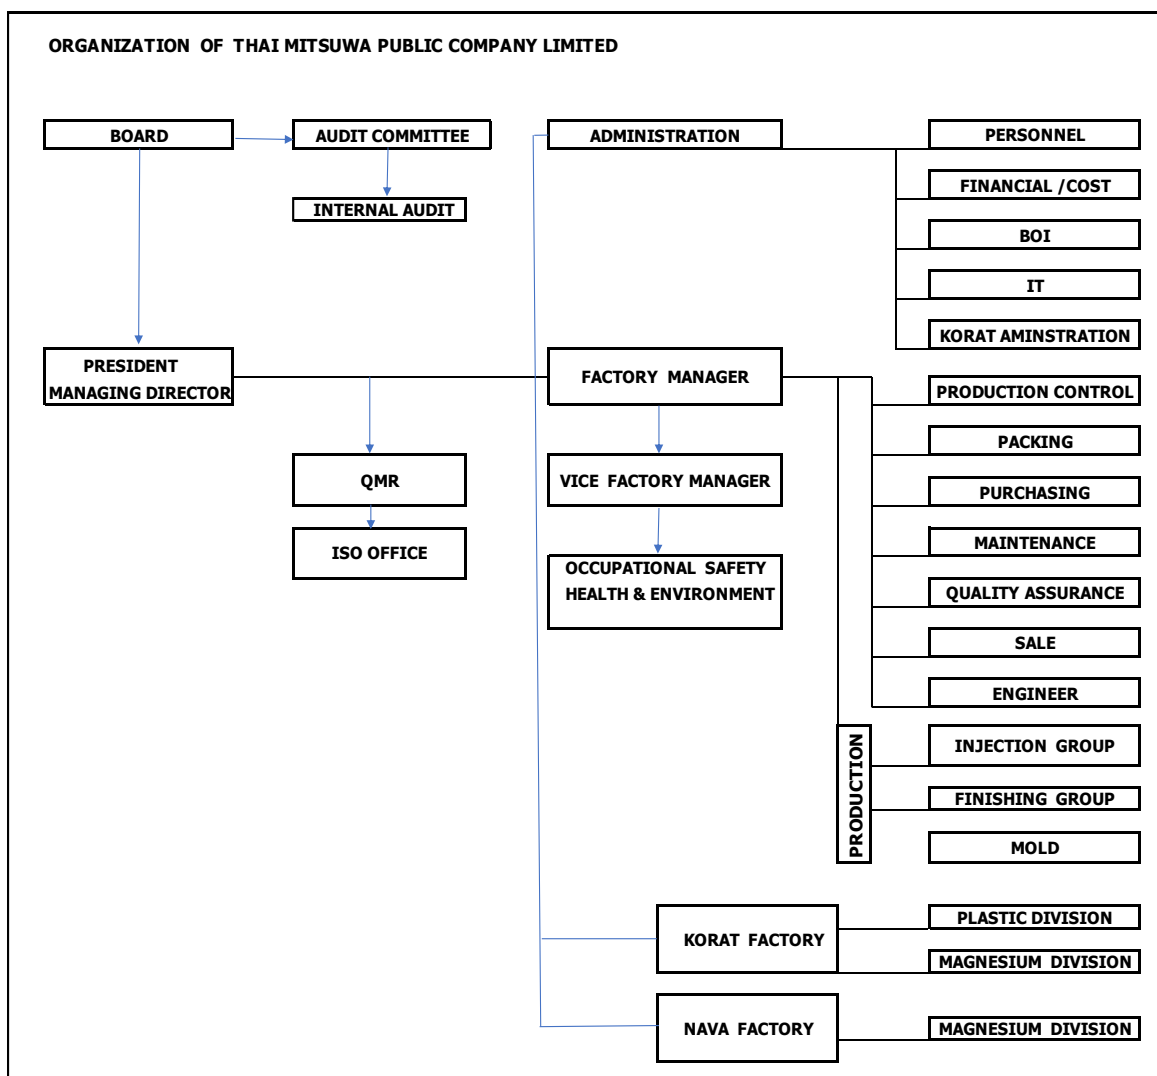 ORGANIZATION OF THAI MITSUWA PUBLIC COMPANY LIMITED
BOARD
AUDIT COMMITTEE
ADMINISTRATION
PERSONNEL
INTERNAL AUDIT
FINANCIAL /COST
BOI
IT
KORAT AMINSTRATION
PRESIDENT
MANAGING DIRECTOR
FACTORY MANAGER
PRODUCTION CONTROL
PACKING
QMR
VICE FACTORY MANAGER
PURCHASING
ISO OFFICE
MAINTENANCE
OCCUPATIONAL SAFETY
HEALTH & ENVIRONMENT
QUALITY ASSURANCE
SALE
ENGINEER
PRODUCTION
INJECTION GROUP
FINISHING GROUP
MOLD
KORAT FACTORY
PLASTIC DIVISION
MAGNESIUM DIVISION
NAVA FACTORY
MAGNESIUM DIVISION